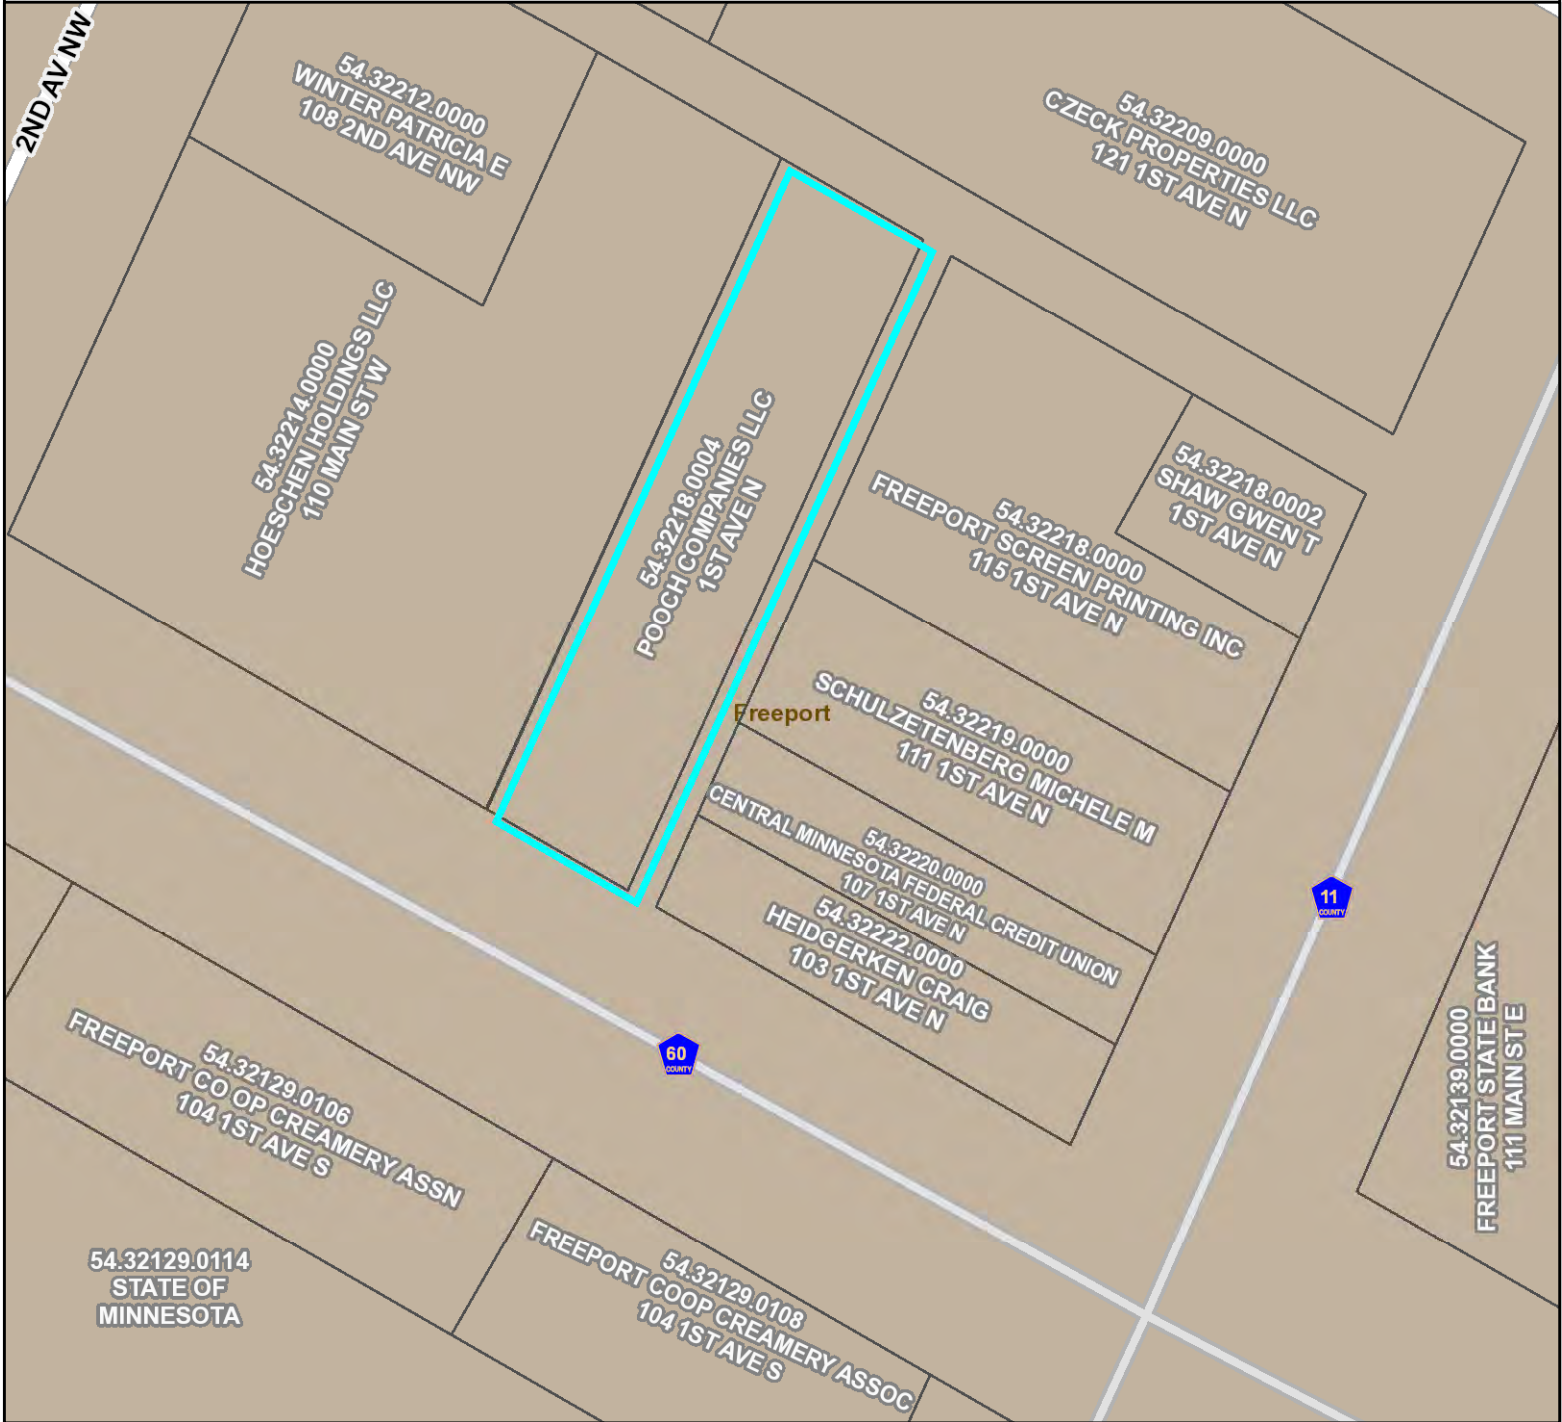 2ND AV NW
54.32212.0000
WINTER PATRICIA E
108 2ND AVE NW
54.32209.0000
CZECK PROPERTIES LLC
121 1ST AVE N
54.32214.0000
HOESCHEN HOLDINGS LLC
110 MAIN ST W
54.32218.0004
POOCH COMPANIES LLC
1ST AVE N
54.32218.0002
SHAW GWEN T
1ST AVE N
54.32218.0000
FREEPORT SCREEN PRINTING INC
115 1ST AVE N
54.32219.0000
SCHULZETENBERG MICHELE M
111 1ST AVE N
Freeport
54.32220.0000
CENTRAL MINNESOTA FEDERAL CREDIT UNION
107 1ST AVE N
54.32222.0000
HEIDGERKEN CRAIG
103 1ST AVE N
11
COUNTY
60
COUNTY
54.32139.0000
FREEPORT STATE BANK
111 MAIN ST E
54.32129.0106
FREEPORT CO OP CREAMERY ASSN
104 1ST AVE S
54.32129.0114
STATE OF
MINNESOTA
54.32129.0108
FREEPORT COOP CREAMERY ASSOC
104 1ST AVE S